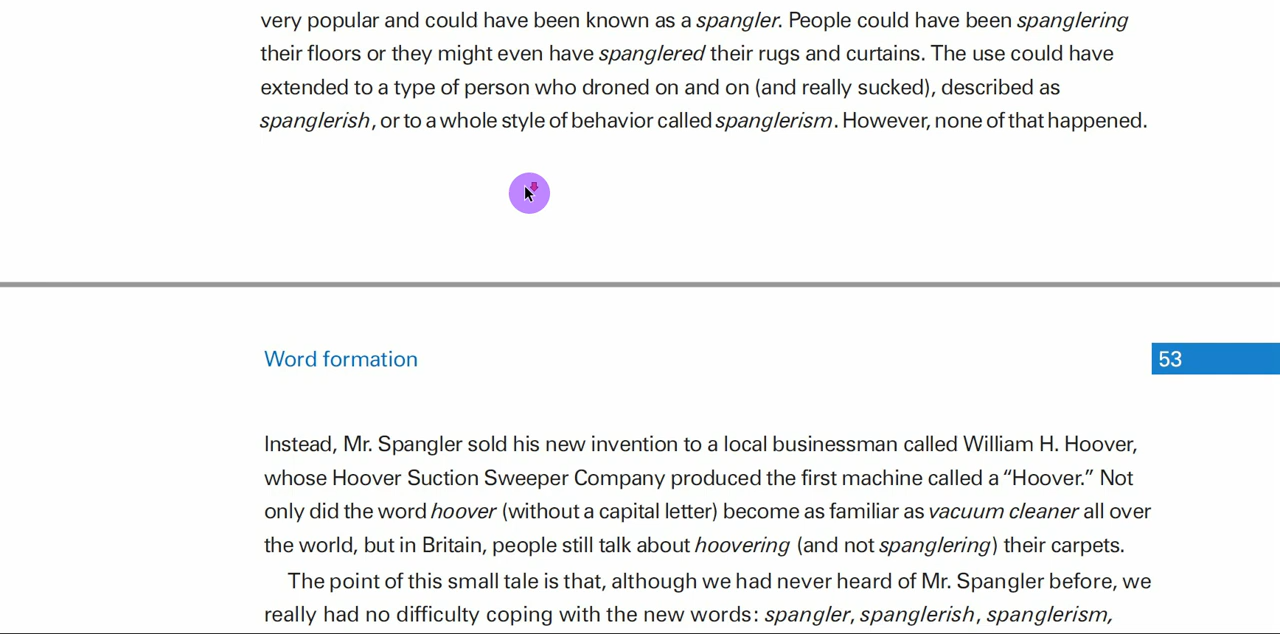 very popular and could have been known as a spangler. People could have been spanglering
their floors or they might even have spanglered their rugs and curtains. The use could have
extended to a type of person who droned on and on (and really sucked), described as
spanglerish, or to a whole style of behavior called spanglerism. However, none of that happened.
Word formation
53
Instead, Mr. Spangler sold his new invention to a local businessman called William H. Hoover,
whose Hoover Suction Sweeper Company produced the first machine called a “Hoover.” Not
only did the word hoover (without a capital letter) become as familiar as vacuum cleaner all over
the world, but in Britain, people still talk about hoovering (and not spanglering) their carpets.
The point of this small tale is that, although we had never heard of Mr. Spangler before, we
really had no difficulty coping with the new words: spangler, spanglerish, spanglerism,